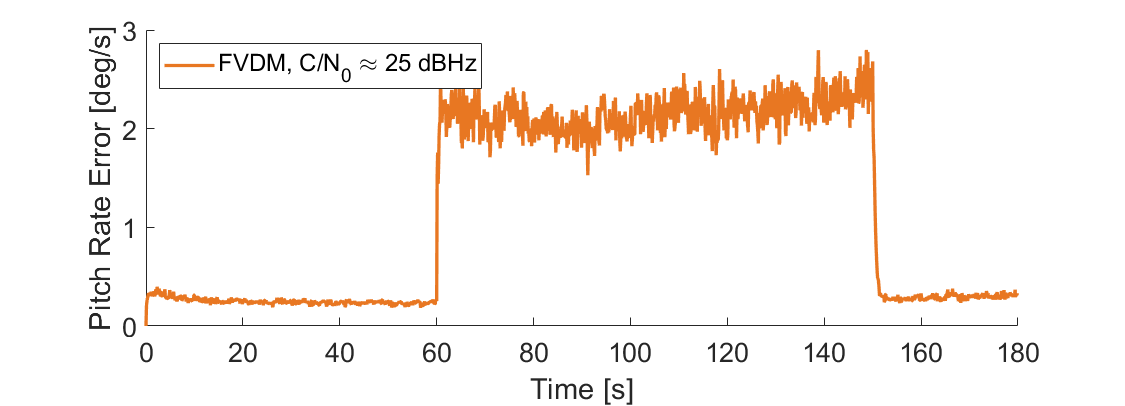 FVDM, C/N0 ≈ 25 dBHz
Pitch Rate Error [deg/s]
3
2
1
0
0 20 40 60 80 100 120 140 160 180
Time [s]